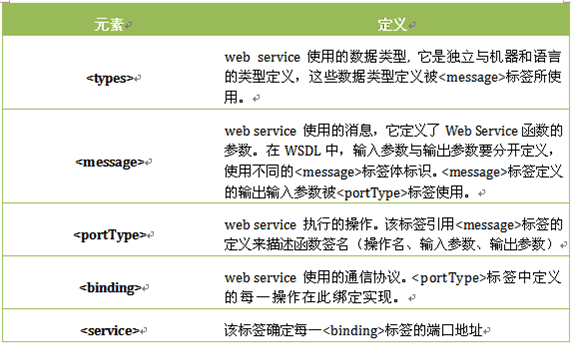 元素 定义
<types>
web service 使用的数据类型, 它是独立与机器和语言
的类型定义，这些数据类型定义被<message>标签所使
用。
<message>
web service 使用的消息，它定义了 Web Service 函数的
参数。在 WSDL 中，输入参数与输出参数要分开定义，
使用不同的<message>标签体标识。<message>标签定义
的输出输入参数被<portType>标签使用。
<portType>
web service 执行的操作。该标签引用<message>标签的
定义来描述函数签名（操作名、输入参数、输出参数）
<binding>
web service 使用的通信协议。<portType>标签中定义
的每一操作在此绑定实现。
<service>
该标签确定每一<binding>标签的端口地址